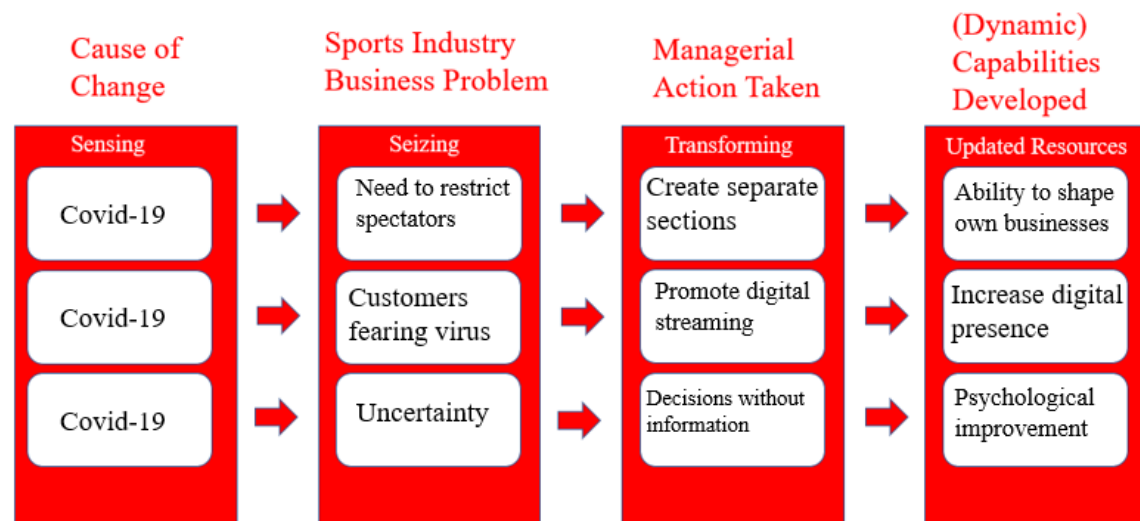 Cause of
Change
Sports Industry
Business Problem
Managerial
Action Taken
(Dynamic)
Capabilities
Developed
Sensing
Seizing
Transforming
Updated Resources
Covid-19
Need to restrict
spectators
Create separate
sections
Ability to shape
own businesses
Covid-19
Customers
fearing virus
Promote digital
streaming
Increase digital
presence
Covid-19
Uncertainty
Decisions without
information
Psychological
improvement